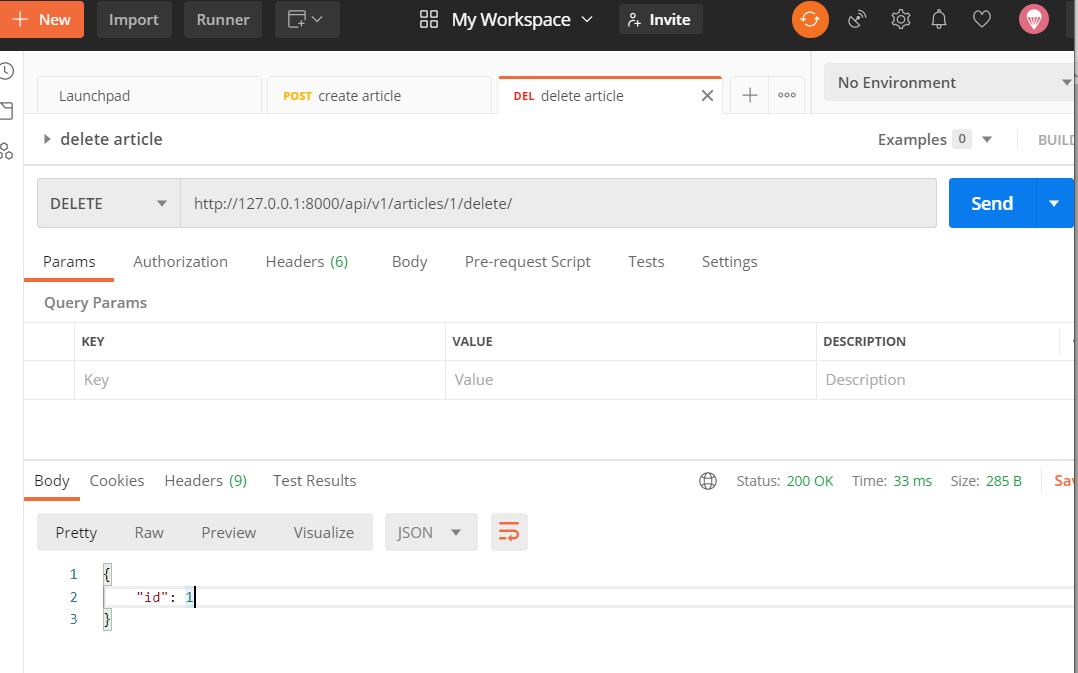 New Import Runner My Workspace Invite
Launchpad POST create article DEL delete article No Environment
delete article Examples 0 BUILD
DELETE http://127.0.0.1:8000/api/v1/articles/1/delete/ Send
Params Authorization Headers (6) Body Pre-request Script Tests Settings
Query Params
KEY VALUE DESCRIPTION
Key Value Description
Body Cookies Headers (9) Test Results Status: 200 OK Time: 33 ms Size: 285 B
Pretty Raw Preview Visualize JSON
1 {
2 "id": 1
3 }